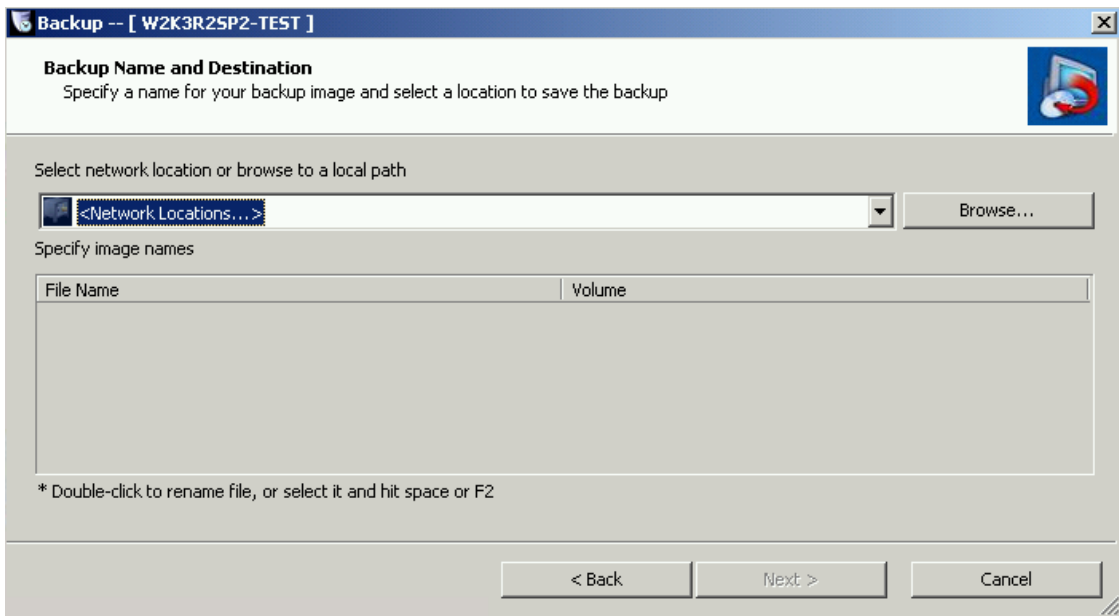 Backup -- [ W2K3R2SP2-TEST ]
Backup Name and Destination
Specify a name for your backup image and select a location to save the backup
Select network location or browse to a local path
<Network Locations...>
Browse...
Specify image names
File Name Volume
* Double-click to rename file, or select it and hit space or F2
< Back Next > Cancel